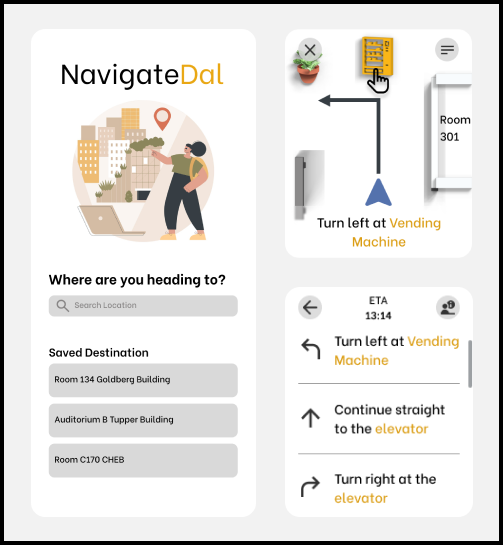 NavigateDal
Where are you heading to?
Search Location
Saved Destination
Room 134 Goldberg Building
Auditorium B Tupper Building
Room C170 CHEB
Room
301
Turn left at Vending
Machine
ETA
13:14
Turn left at Vending
Machine
Continue straight
to the elevator
Turn right at the
elevator